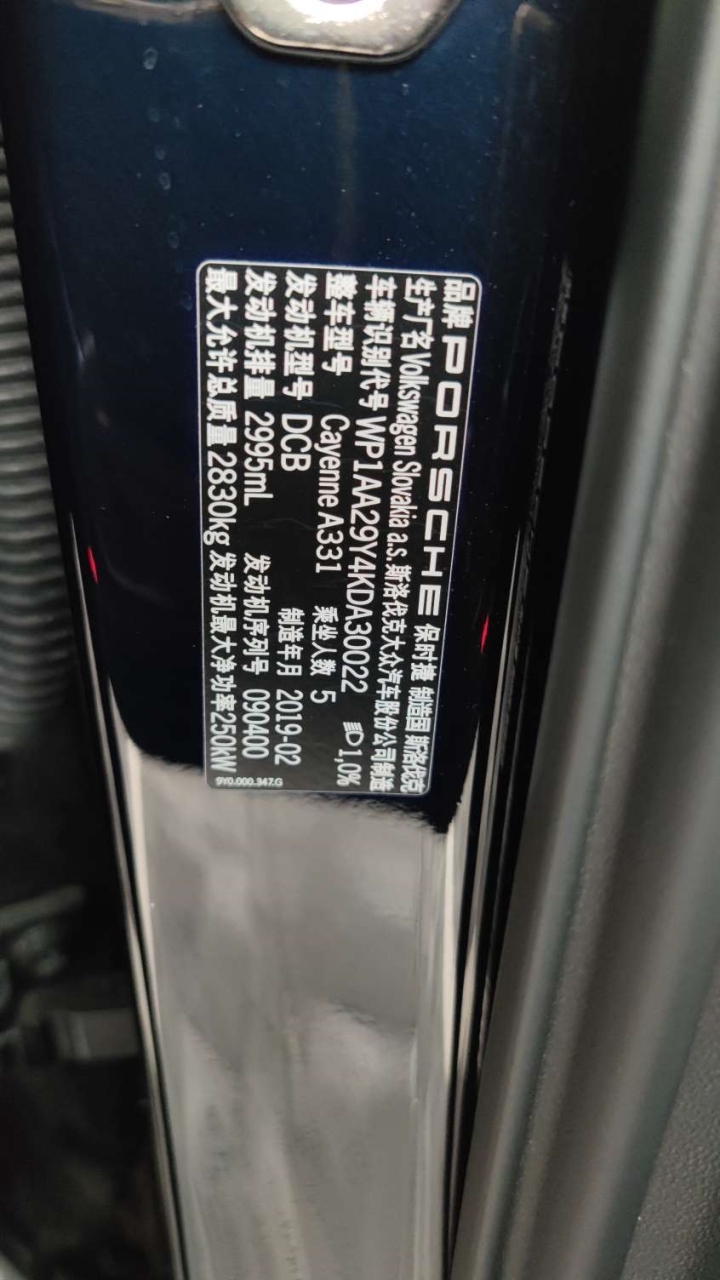 品牌 PORSCHE 保时捷 制造国 斯洛伐克
生产厂名 Volkswagen Slovakia a.s.斯洛伐克大众汽车股份公司制造
车辆识别代号 WP1AA29Y4KDA30022 1,0%
整车型号 Cayenne A331 乘坐人数 5
发动机型号 DCB 制造年月 2019-02
发动机排量 2995mL 发动机序列号 090400
最大允许总质量 2830kg 发动机最大净功率250kW
9Y0.000.347.G